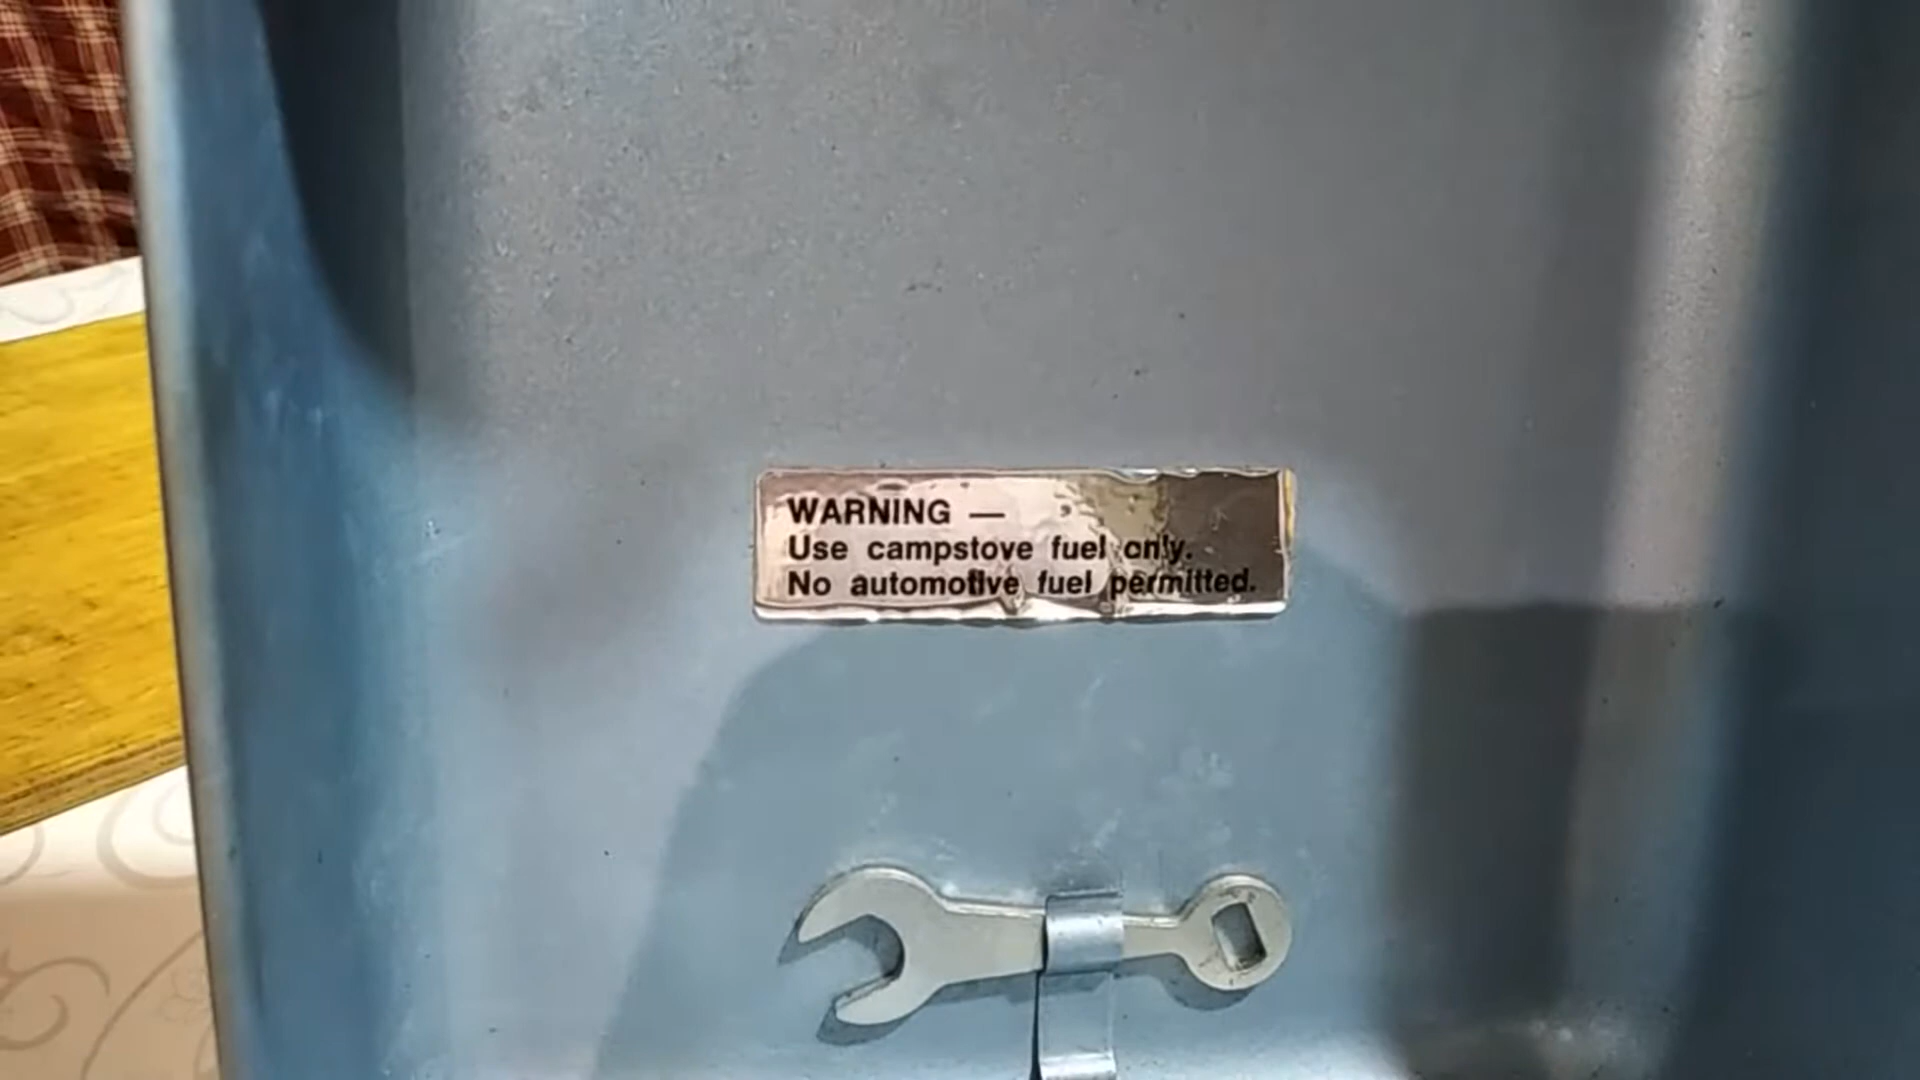 WARNING —
Use campstove fuel only.
No automotive fuel permitted.